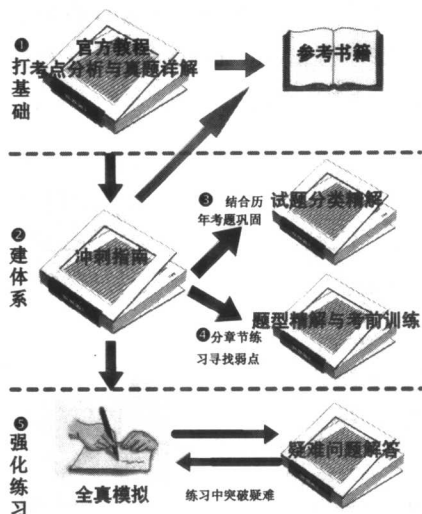 ❶打基础
官方教程
考点分析与真题详解
参考书籍
❷建体系
冲刺指南
❸ 结合历
年考题巩固
试题分类精解
❹分章节练
习寻找弱点
题型精解与考前训练
❺强化练习
全真模拟
练习中突破疑难
疑难问题解答